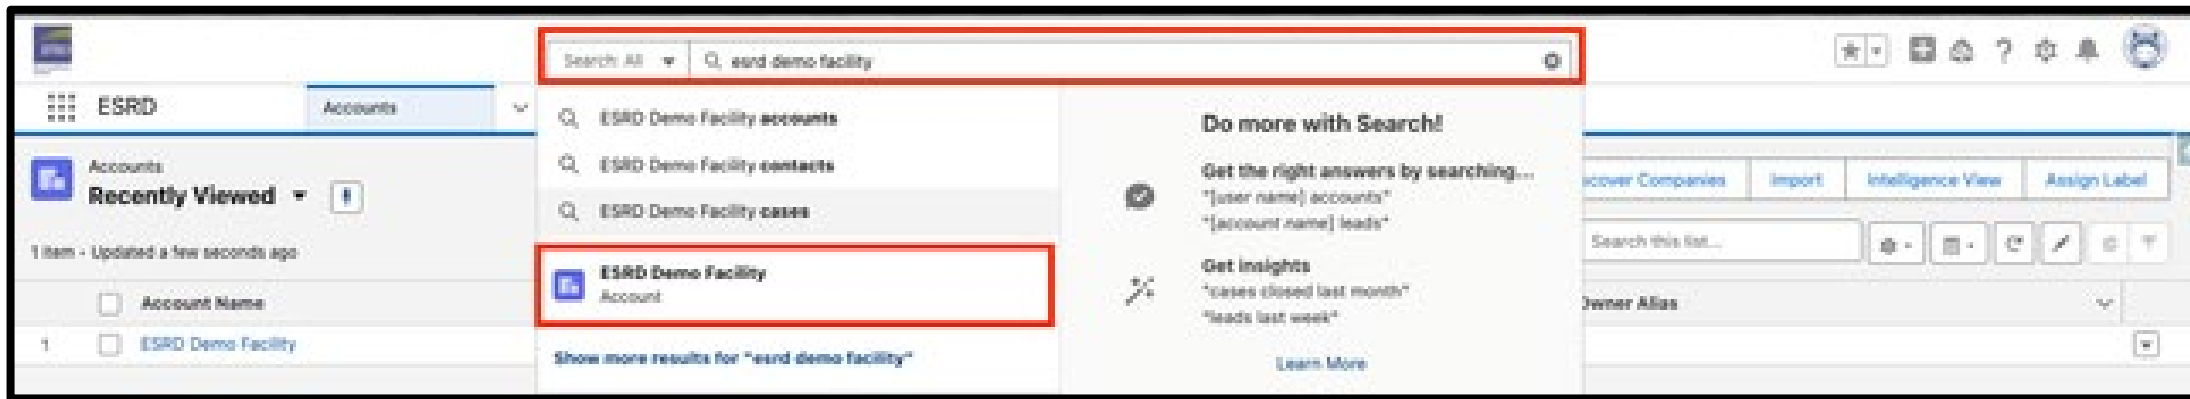 Search: All
esrd demo facility
ESRD
Accounts
ESRD Demo Facility accounts
ESRD Demo Facility contacts
ESRD Demo Facility cases
ESRD Demo Facility
Account
Show more results for "esrd demo facility"
Do more with Search!
Get the right answers by searching...
"[user name] accounts"
"[account name] leads"
Get insights
"cases closed last month"
"leads last week"
Learn More
Accounts
Recently Viewed
1 item • Updated a few seconds ago
Account Name
1 ESRD Demo Facility
scover Companies
Import
Intelligence View
Assign Label
Search this list...
Owner Alias